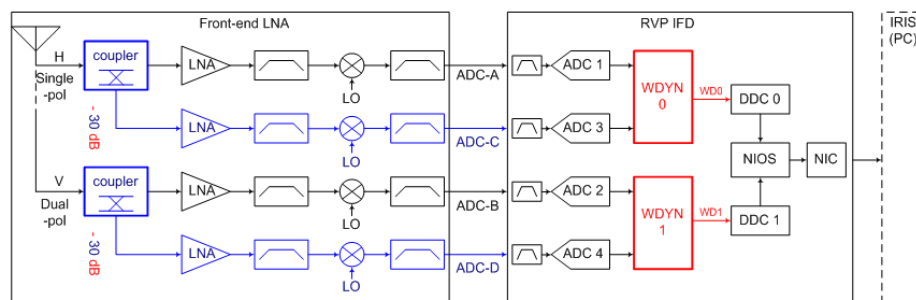 Front-end LNA
RVP IFD
IRIS
(PC)
H
Single
-pol
coupler
LNA
LO
ADC-A
ADC 1
WDYN
0
WD0
DDC 0
- 30 dB
LNA
LO
ADC-C
ADC 3
NIOS
NIC
V
Dual
-pol
coupler
LNA
LO
ADC-B
ADC 2
WDYN
1
WD1
DDC 1
- 30 dB
LNA
LO
ADC-D
ADC 4